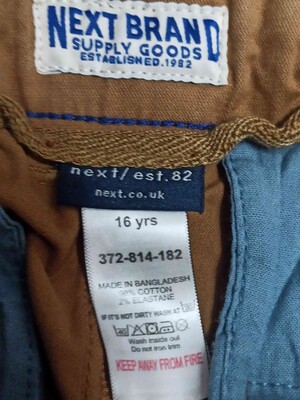 NEXT BRAND
SUPPLY GOODS
ESTABLISHED.1982
next/est.82
next.co.uk
16 yrs
372-814-182
MADE IN BANGLADESH
98% COTTON
2% ELASTANE
IF IT'S NOT DIRTY WASH AT
Wash inside out
Do not iron trim
KEEP AWAY FROM FIRE